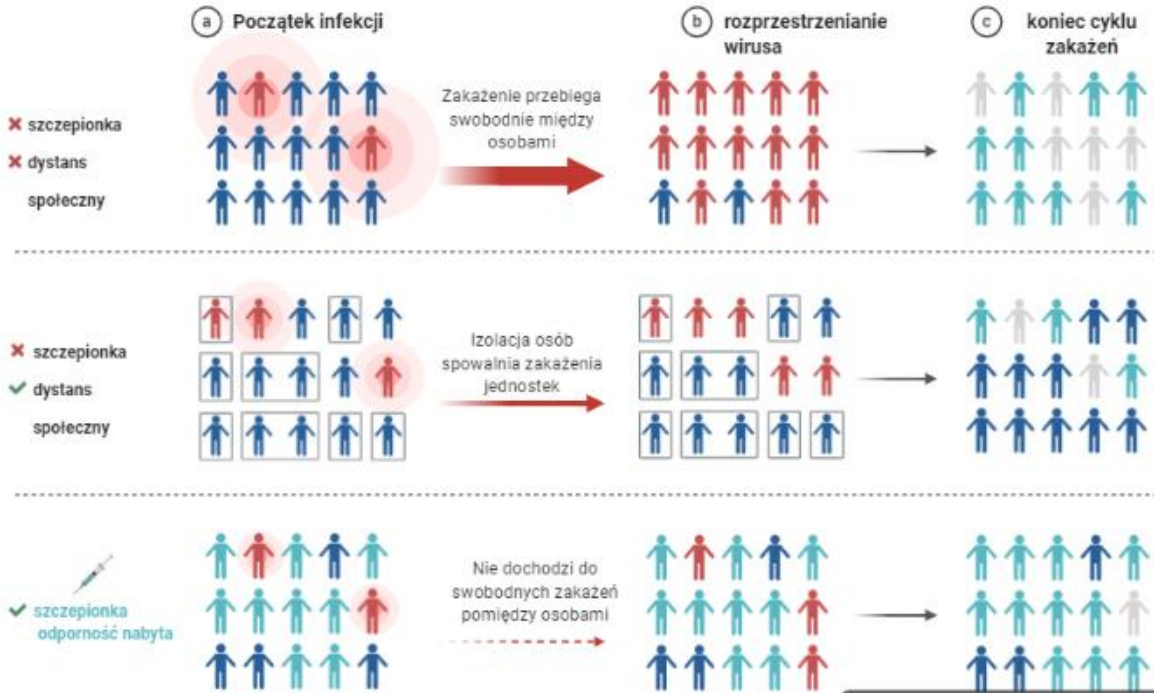 a Początek infekcji
b rozprzestrzenianie
wirusa
c koniec cyklu
zakażeń
szczepionka
dystans
społeczny
Zakażenie przebiega
swobodnie między
osobami
szczepionka
dystans
społeczny
Izolacja osób
spowalnia zakażenia
jednostek
szczepionka
odporność nabyta
Nie dochodzi do
swobodnych zakażeń
pomiędzy osobami